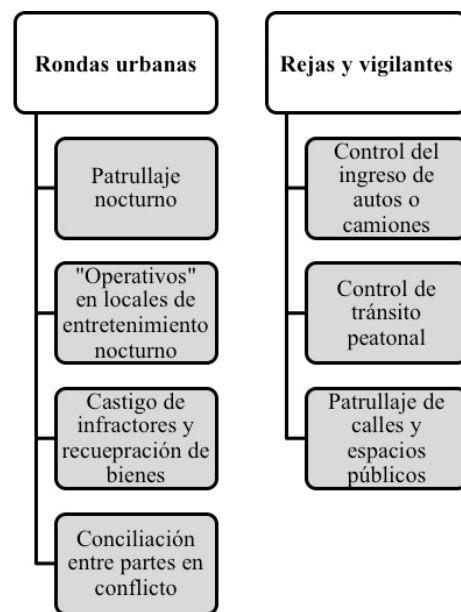 Rondas urbanas
Patrullaje
nocturno
"Operativos"
en locales de
entretenimiento
nocturno
Castigo de
infractores y
recuepración de
bienes
Conciliación
entre partes en
conflicto
Rejas y vigilantes
Control del
ingreso de
autos o
camiones
Control de
tránsito
peatonal
Patrullaje de
calles y
espacios
públicos